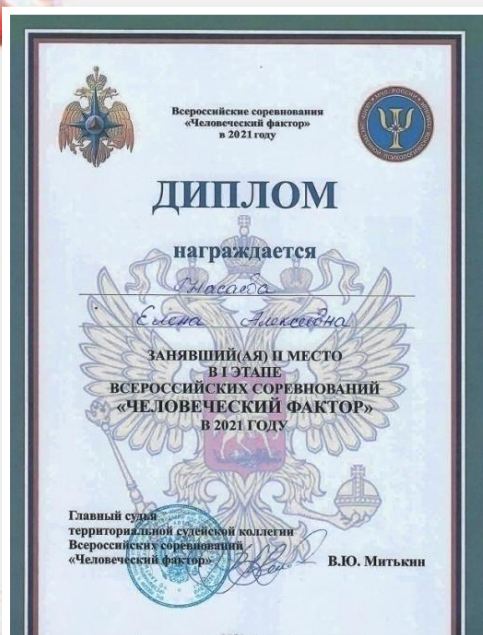 Всероссийские соревнования
«Человеческий фактор»
в 2021 году
ДИПЛОМ
награждается
Елена Алексеевна
ЗАНЯВШИЙ(АЯ) II МЕСТО
В I ЭТАПЕ
ВСЕРОССИЙСКИХ СОРЕВНОВАНИЙ
«ЧЕЛОВЕЧЕСКИЙ ФАКТОР»
В 2021 ГОДУ
Главный судья
территориальной судейской коллегии
Всероссийских соревнований
«Человеческий фактор»
В.Ю. Митькин